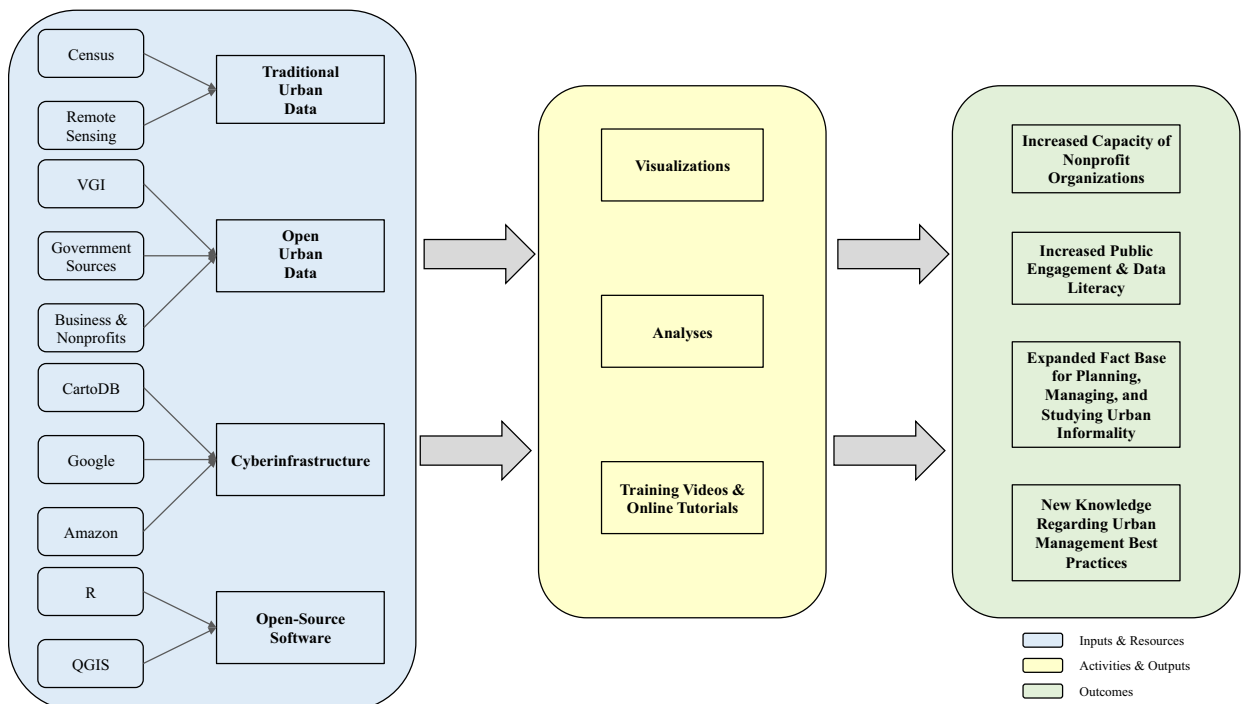 Census
Remote
Sensing
VGI
Government
Sources
Business &
Nonprofits
CartoDB
Google
Amazon
R
QGIS
Traditional
Urban
Data
Open
Urban
Data
Cyberinfrastructure
Open-Source
Software
Visualizations
Analyses
Training Videos &
Online Tutorials
Increased Capacity of
Nonprofit
Organizations
Increased Public
Engagement & Data
Literacy
Expanded Fact Base
for Planning,
Managing, and
Studying Urban
Informality
New Knowledge
Regarding Urban
Management Best
Practices
Inputs & Resources
Activities & Outputs
Outcomes